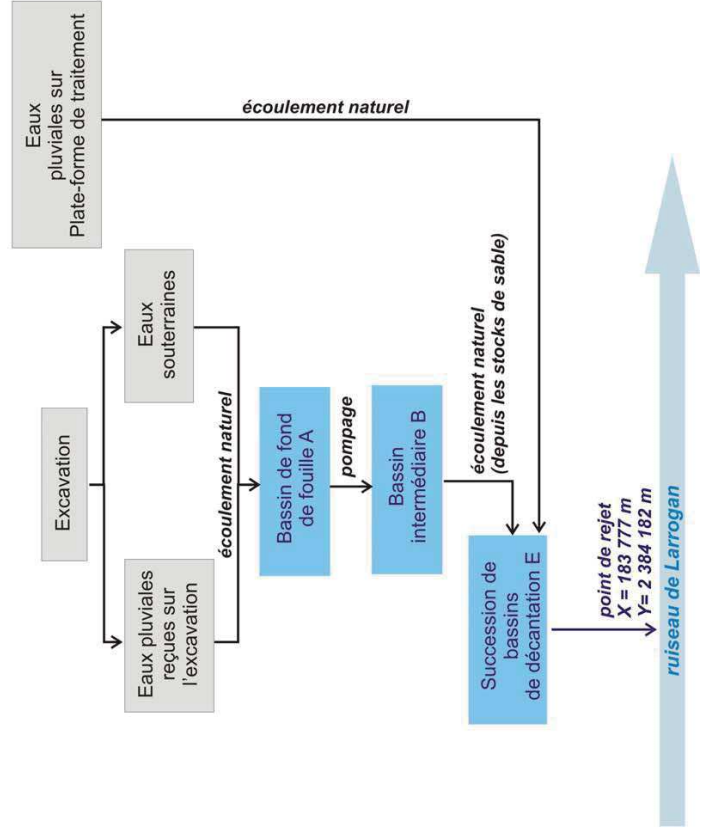 Excavation
Eaux pluviales
reçues sur
l'excavation
Eaux
souterraines
Eaux
pluviales sur
Plate-forme de traitement
écoulement naturel
écoulement naturel
Bassin de fond
de fouille A
pompage
Bassin
intermédiaire B
écoulement naturel
(depuis les stocks de sable)
Succession de
bassins
de décantation E
point de rejet
X = 183 777 m
Y= 2 384 182 m
ruiseau de Larrogan